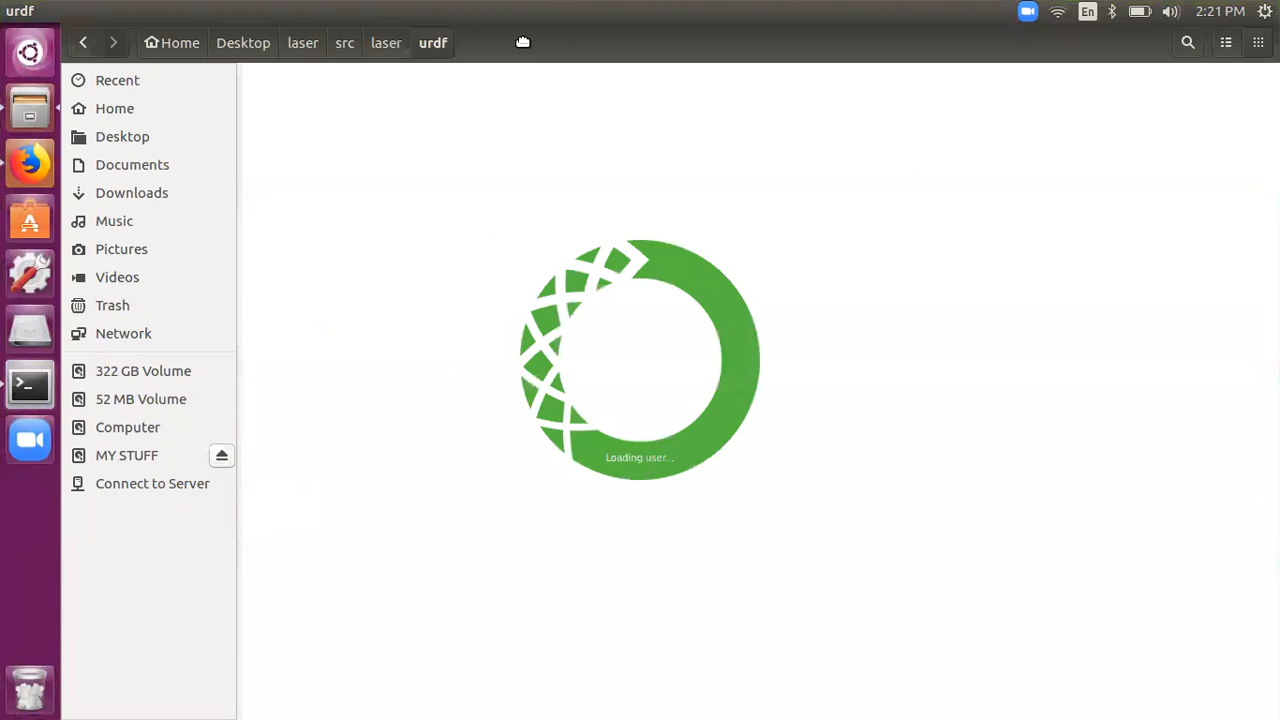 urdf
En
2:21 PM
Home
Desktop
laser
src
laser
urdf
Recent
Home
Desktop
Documents
Downloads
Music
Pictures
Videos
Trash
Network
322 GB Volume
52 MB Volume
Computer
MY STUFF
Connect to Server
Loading user...